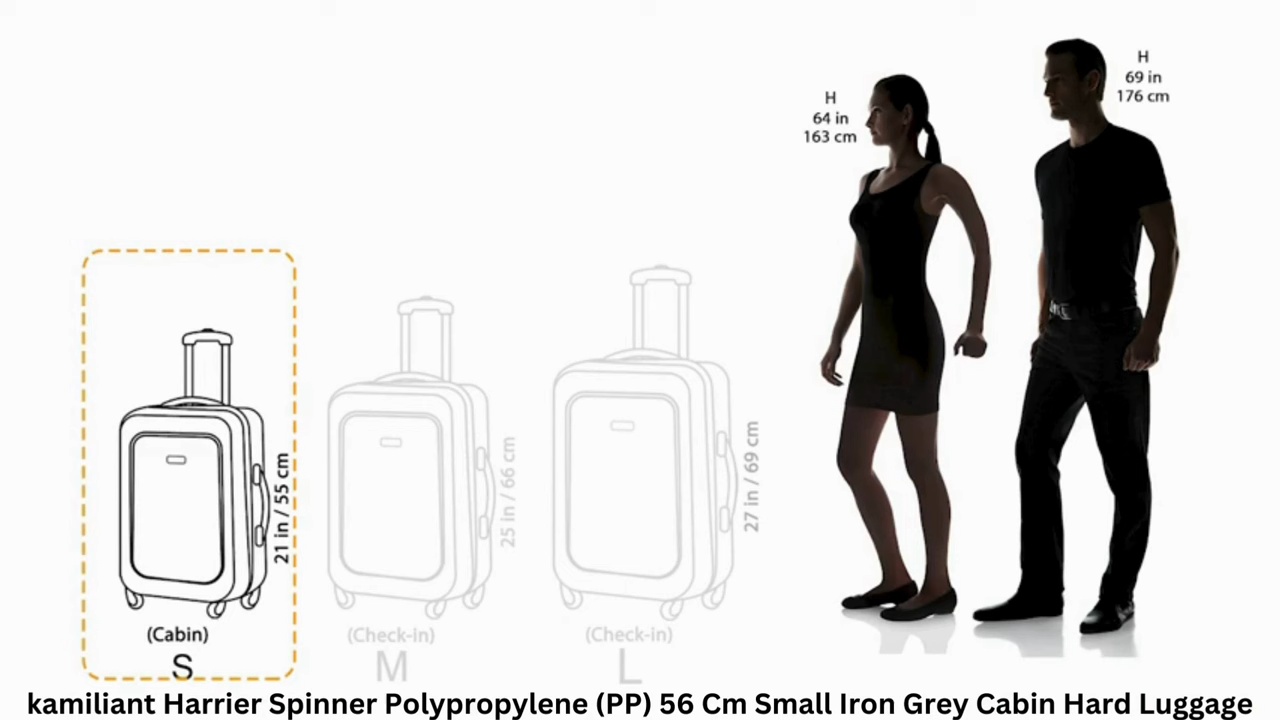 H
69 in
176 cm
H
64 in
163 cm
21 in / 55 cm
25 in / 66 cm
27 in / 69 cm
(Cabin)
S
(Check-in)
M
(Check-in)
L
kamiliant Harrier Spinner Polypropylene (PP) 56 Cm Small Iron Grey Cabin Hard Luggage